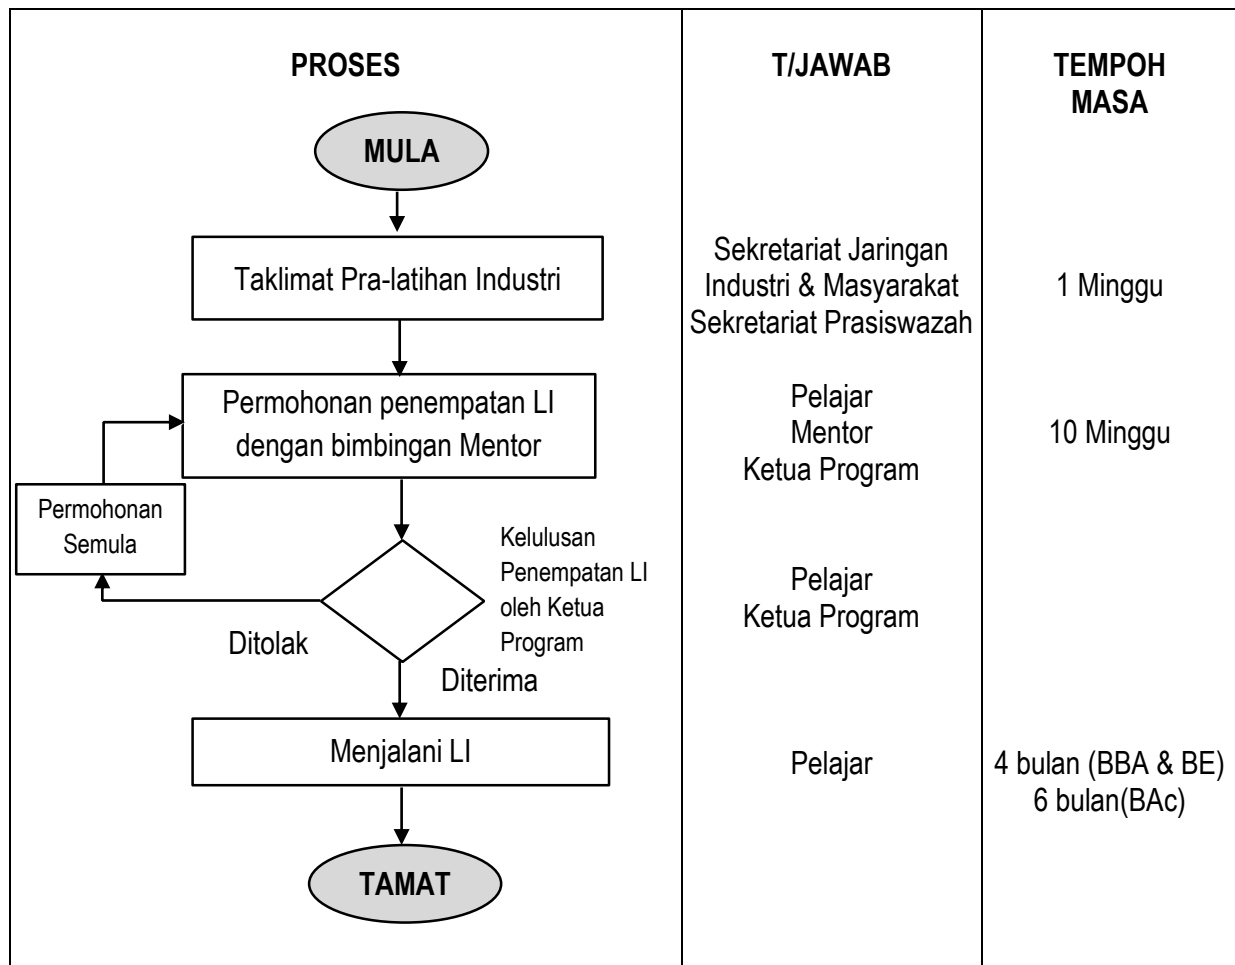 PROSES
T/JAWAB
TEMPOH
MASA
MULA
Taklimat Pra-latihan Industri
Sekretariat Jaringan
Industri & Masyarakat
Sekretariat Prasiswazah
1 Minggu
Permohonan penempatan LI
dengan bimbingan Mentor
Pelajar
Mentor
Ketua Program
10 Minggu
Permohonan
Semula
Kelulusan
Penempatan LI
oleh Ketua
Program
Pelajar
Ketua Program
Ditolak
Diterima
Menjalani LI
Pelajar
4 bulan (BBA & BE)
6 bulan(BAc)
TAMAT